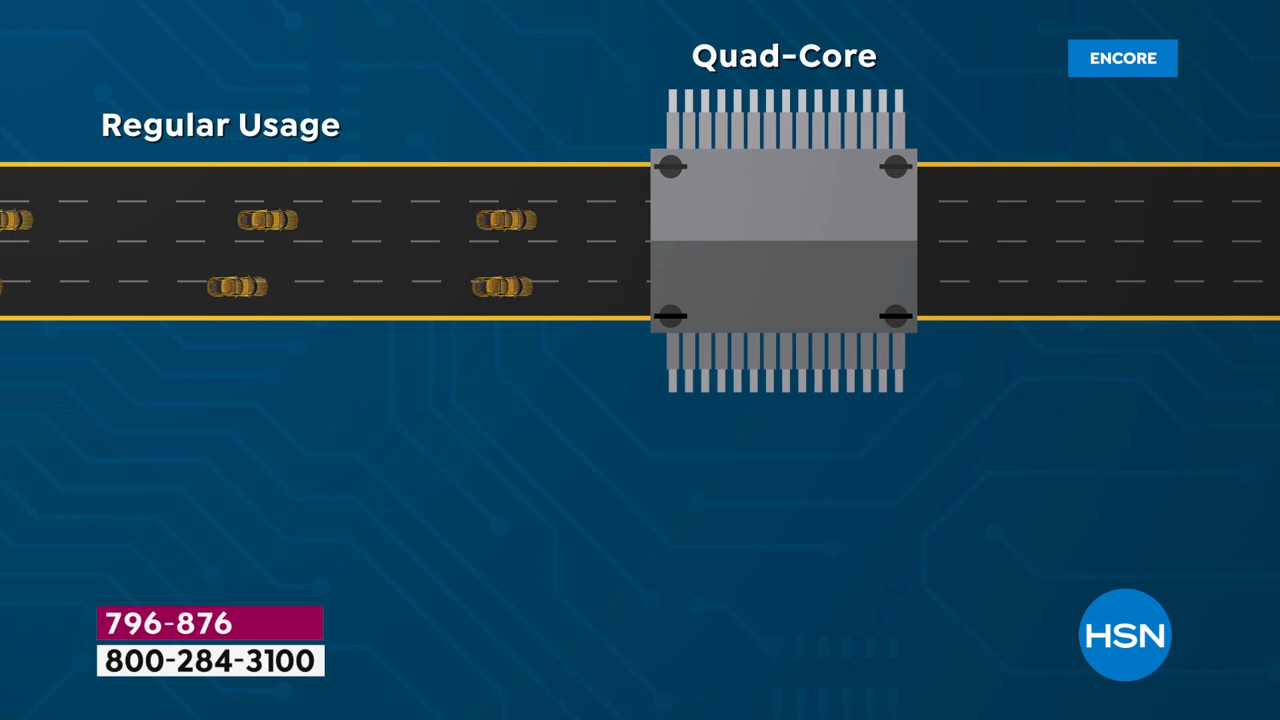 Quad-Core
ENCORE
Regular Usage
796-876
800-284-3100
HSN